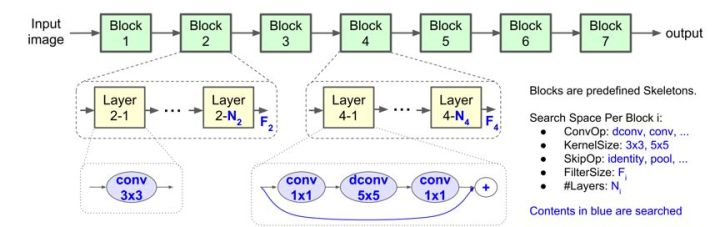 Input image
Block 1
Block 2
Block 3
Block 4
Block 5
Block 6
Block 7
output
Layer 2-1
...
Layer 2-N₂
F₂
Layer 4-1
...
Layer 4-N₄
F₄
conv 3x3
conv 1x1
dconv 5x5
conv 1x1
+
Blocks are predefined Skeletons.
Search Space Per Block i:
• ConvOp: dconv, conv, ...
• KernelSize: 3x3, 5x5
• SkipOp: identity, pool, ...
• FilterSize: Fᵢ
• #Layers: Nᵢ
Contents in blue are searched